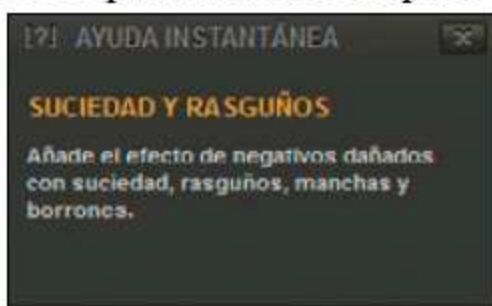 [?] AYUDA INSTANTÁNEA
SUCIEDAD Y RASGUÑOS
Añade el efecto de negativos dañados
con suciedad, rasguños, manchas y
borrones.